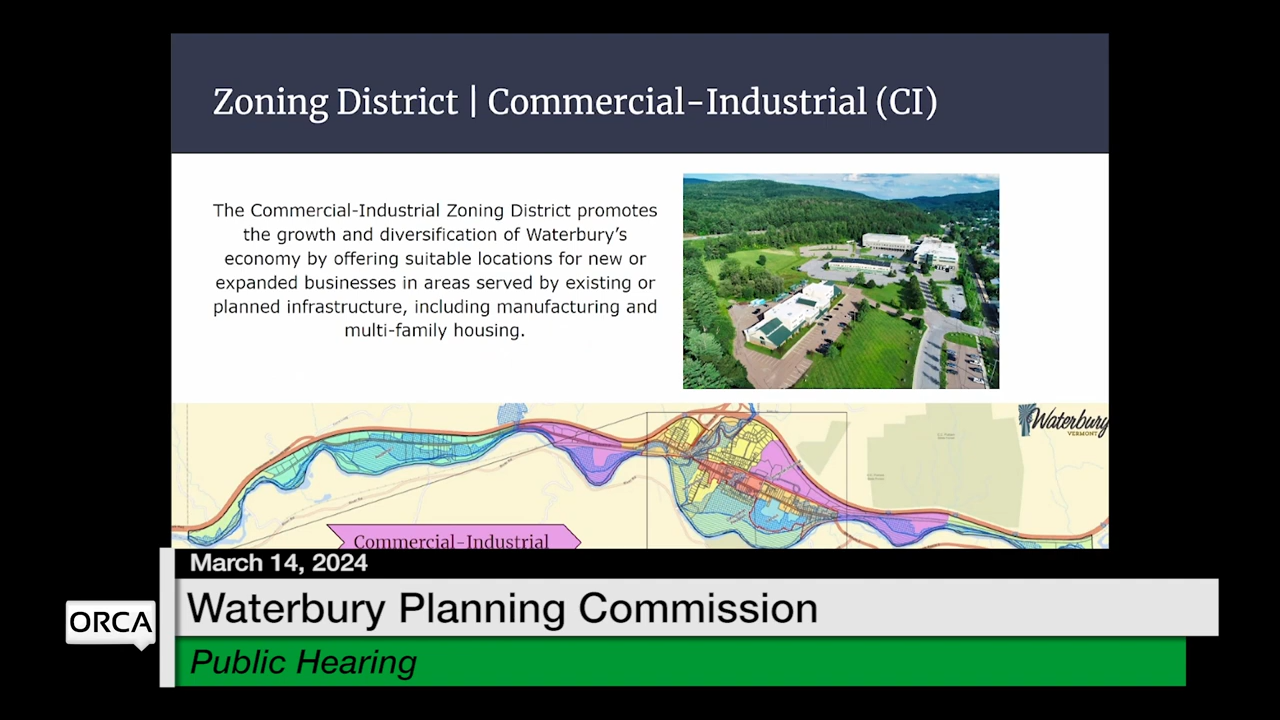 Zoning District | Commercial-Industrial (CI)
The Commercial-Industrial Zoning District promotes
the growth and diversification of Waterbury’s
economy by offering suitable locations for new or
expanded businesses in areas served by existing or
planned infrastructure, including manufacturing and
multi-family housing.
Waterbury
VERMONT
Commercial-Industrial
March 14, 2024
Waterbury Planning Commission
ORCA
Public Hearing